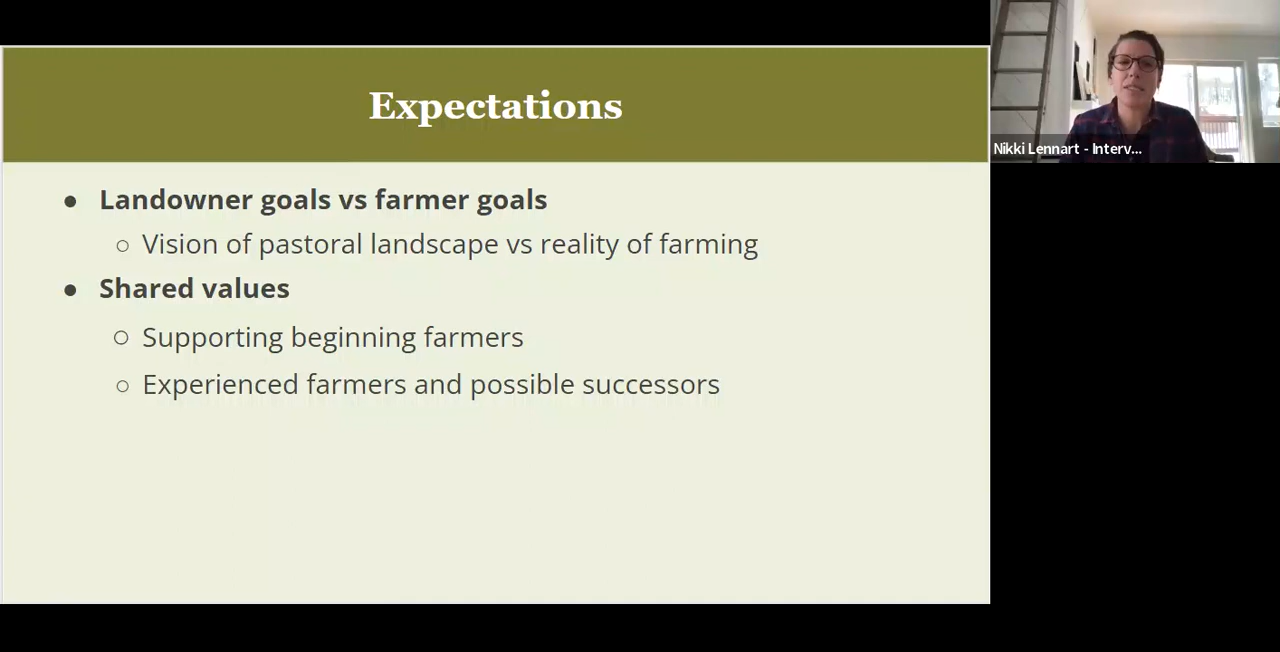 Expectations
● Landowner goals vs farmer goals
○ Vision of pastoral landscape vs reality of farming
● Shared values
○ Supporting beginning farmers
○ Experienced farmers and possible successors
Nikki Lennart - Interv...